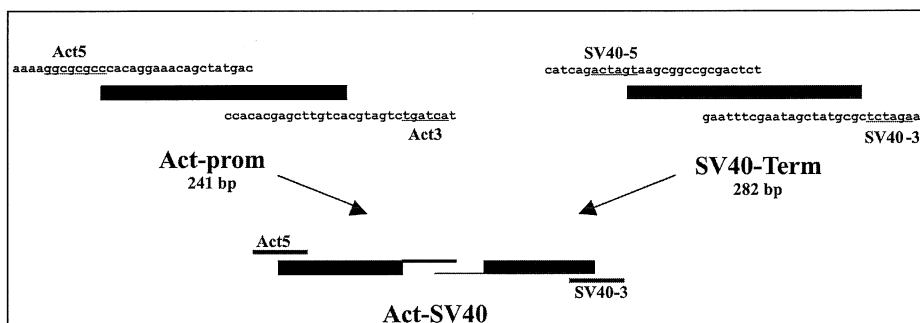 Act5
aaaaggcgcgcccacaggaaacagctatgac
ccacacgagcttgtcacgtagtctgatcat
Act3
Act-prom
241 bp
SV40-5
catcagactagtaagcggccgcgactct
gaatttcgaatagctatgcgctctagaa
SV40-3
SV40-Term
282 bp
Act5
SV40-3
Act-SV40